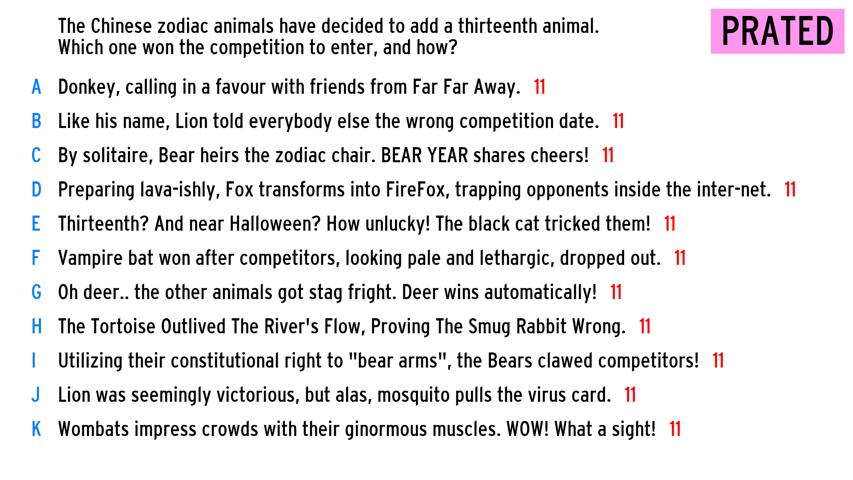 The Chinese zodiac animals have decided to add a thirteenth animal.
Which one won the competition to enter, and how?
PRATED
A Donkey, calling in a favour with friends from Far Far Away. 11
B Like his name, Lion told everybody else the wrong competition date. 11
C By solitaire, Bear heirs the zodiac chair. BEAR YEAR shares cheers! 11
D Preparing lava-ishly, Fox transforms into FireFox, trapping opponents inside the inter-net. 11
E Thirteenth? And near Halloween? How unlucky! The black cat tricked them! 11
F Vampire bat won after competitors, looking pale and lethargic, dropped out. 11
G Oh deer.. the other animals got stag fright. Deer wins automatically! 11
H The Tortoise Outlived The River's Flow, Proving The Smug Rabbit Wrong. 11
I Utilizing their constitutional right to "bear arms", the Bears clawed competitors! 11
J Lion was seemingly victorious, but alas, mosquito pulls the virus card. 11
K Wombats impress crowds with their ginormous muscles. WOW! What a sight! 11